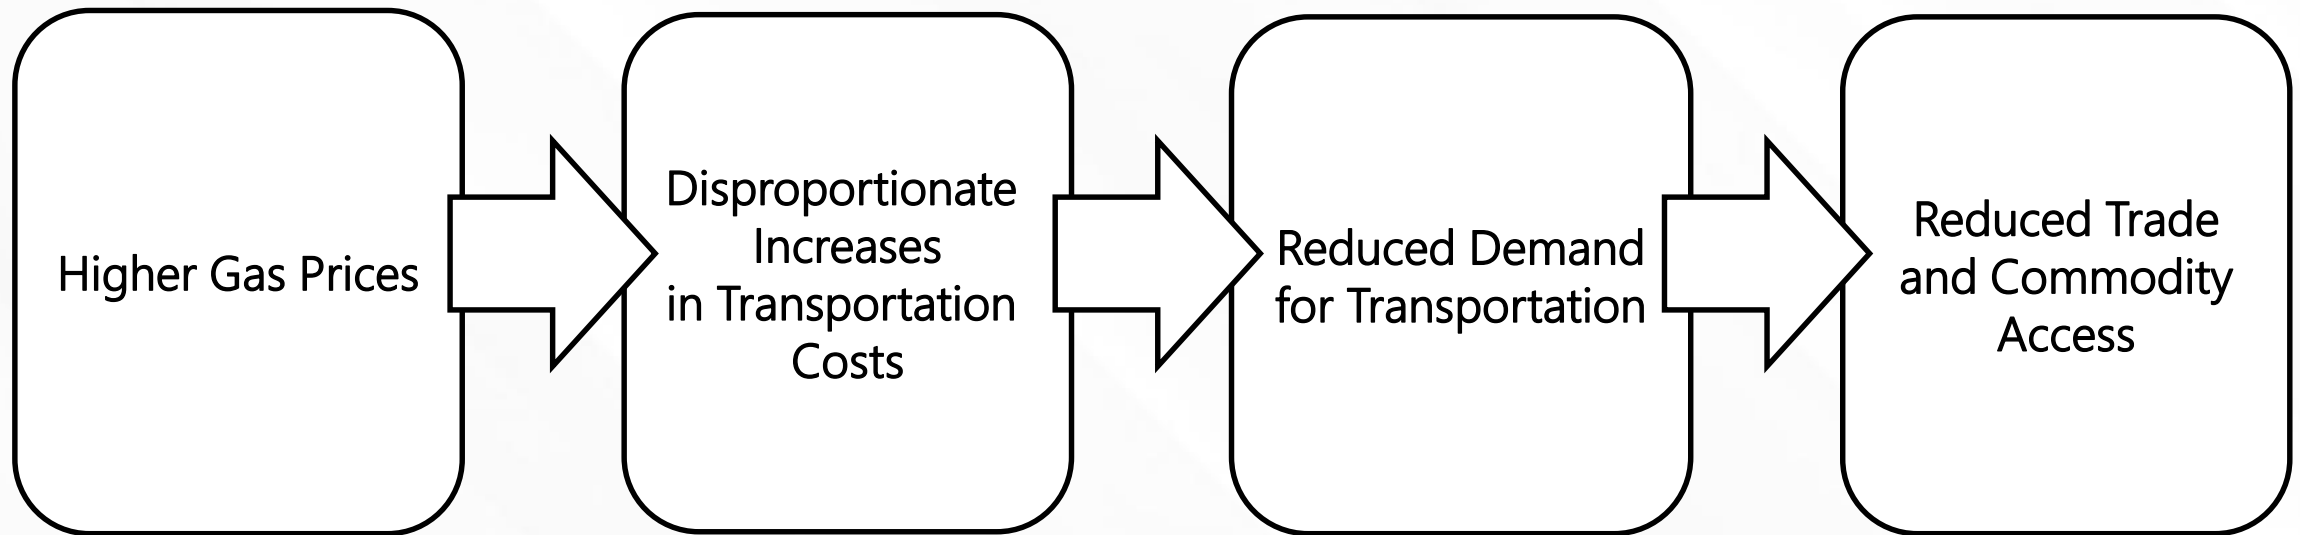 Higher Gas Prices
Disproportionate
Increases
in Transportation
Costs
Reduced Demand
for Transportation
Reduced Trade
and Commodity
Access